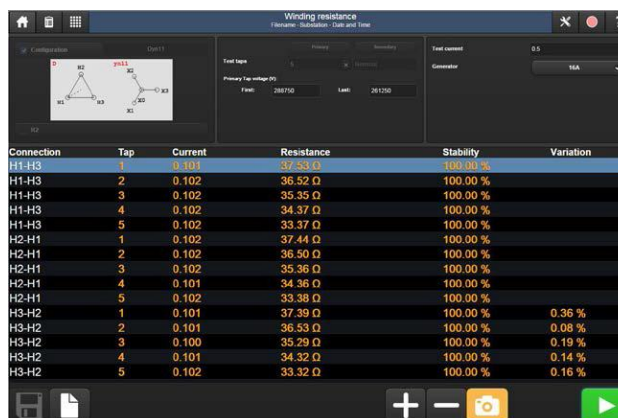 Winding resistance
Filename - Substation - Date and Time
Configuration Dyn11
D yn11
H2 X2
H1 H3 X0 X3
X1
H2
Primary Secondary
Test taps 5 Nominal
Primary Tap voltage (V):
First: 288750 Last: 261250
Test current 0.5
Generator 16A
Connection Tap Current Resistance Stability Variation
H1-H3 1 0.101 37.53 Ω 100.00 %
H1-H3 2 0.102 36.52 Ω 100.00 %
H1-H3 3 0.102 35.35 Ω 100.00 %
H1-H3 4 0.102 34.37 Ω 100.00 %
H1-H3 5 0.102 33.37 Ω 100.00 %
H2-H1 1 0.102 37.44 Ω 100.00 %
H2-H1 2 0.102 36.50 Ω 100.00 %
H2-H1 3 0.102 35.36 Ω 100.00 %
H2-H1 4 0.101 34.36 Ω 100.00 %
H2-H1 5 0.102 33.38 Ω 100.00 %
H3-H2 1 0.101 37.39 Ω 100.00 % 0.36 %
H3-H2 2 0.101 36.53 Ω 100.00 % 0.08 %
H3-H2 3 0.100 35.29 Ω 100.00 % 0.19 %
H3-H2 4 0.101 34.32 Ω 100.00 % 0.14 %
H3-H2 5 0.102 33.32 Ω 100.00 % 0.16 %